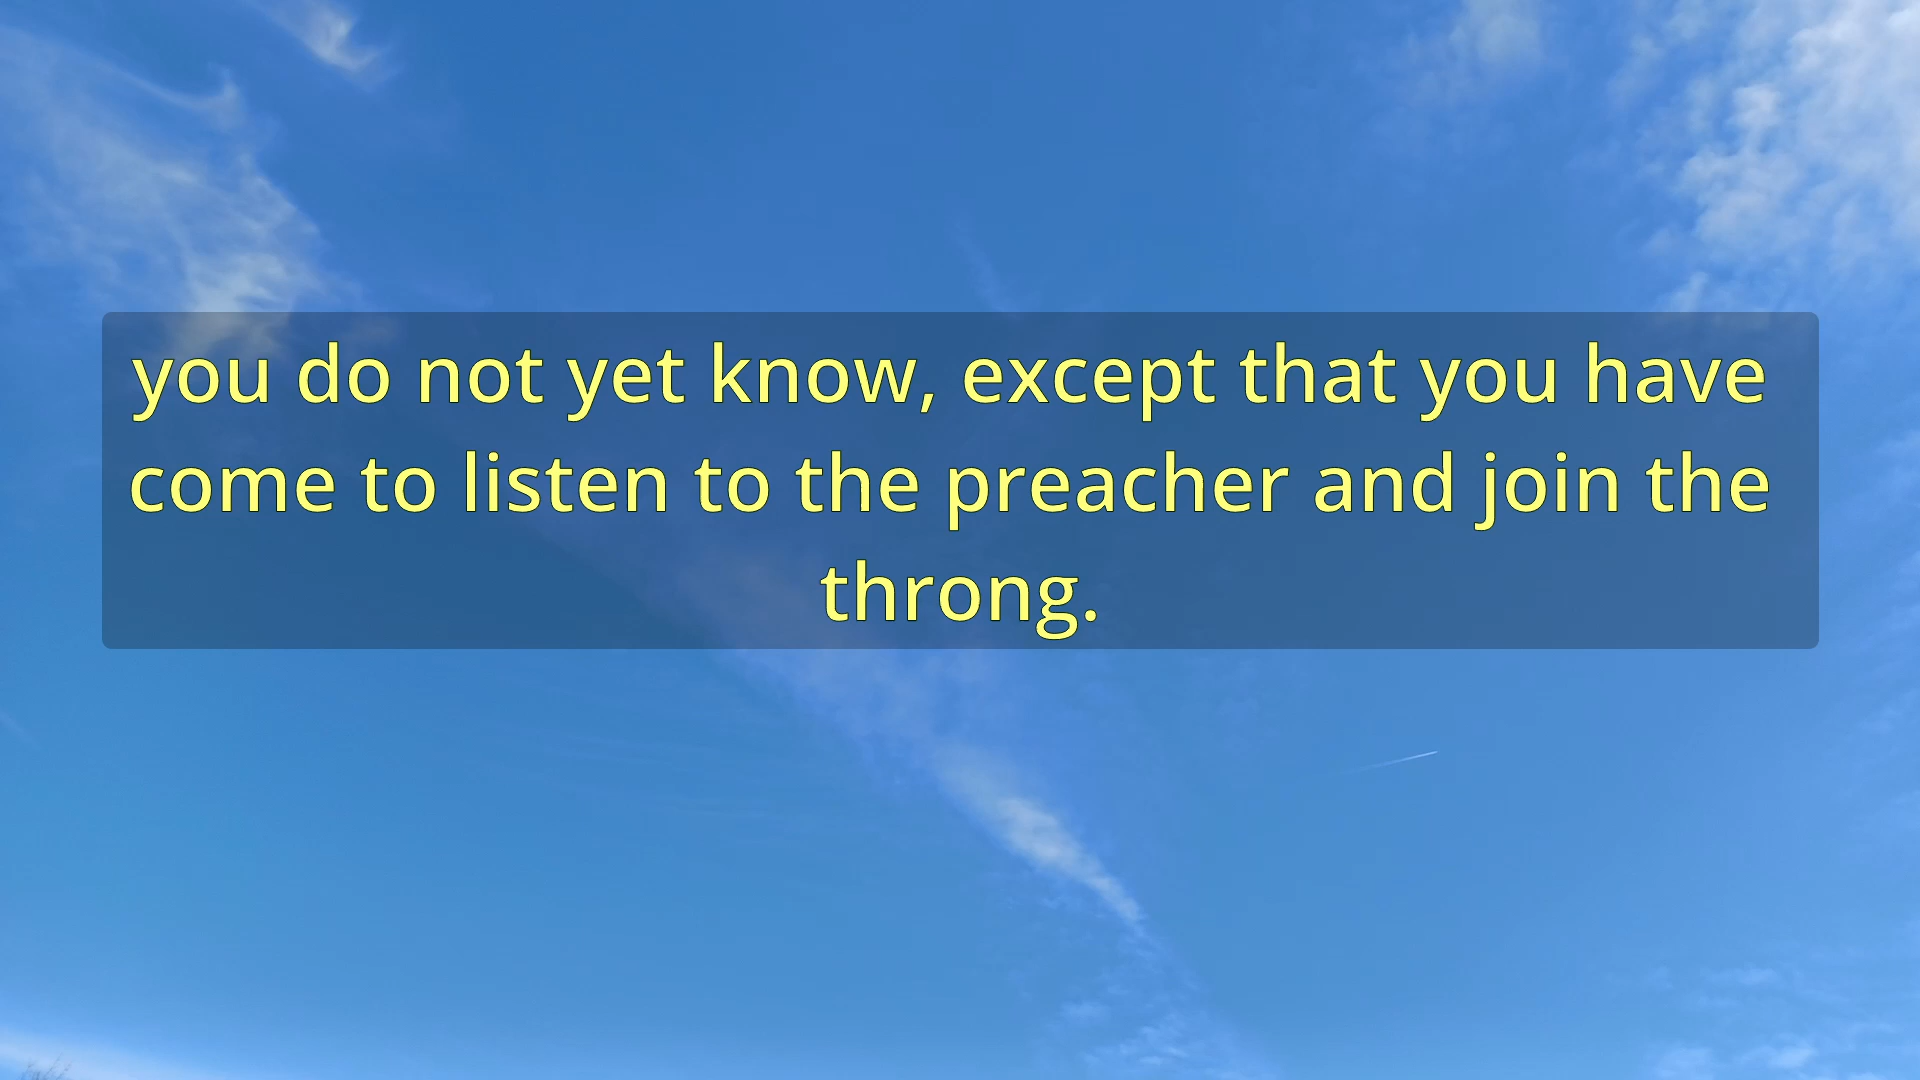 you do not yet know, except that you have
come to listen to the preacher and join the
throng.